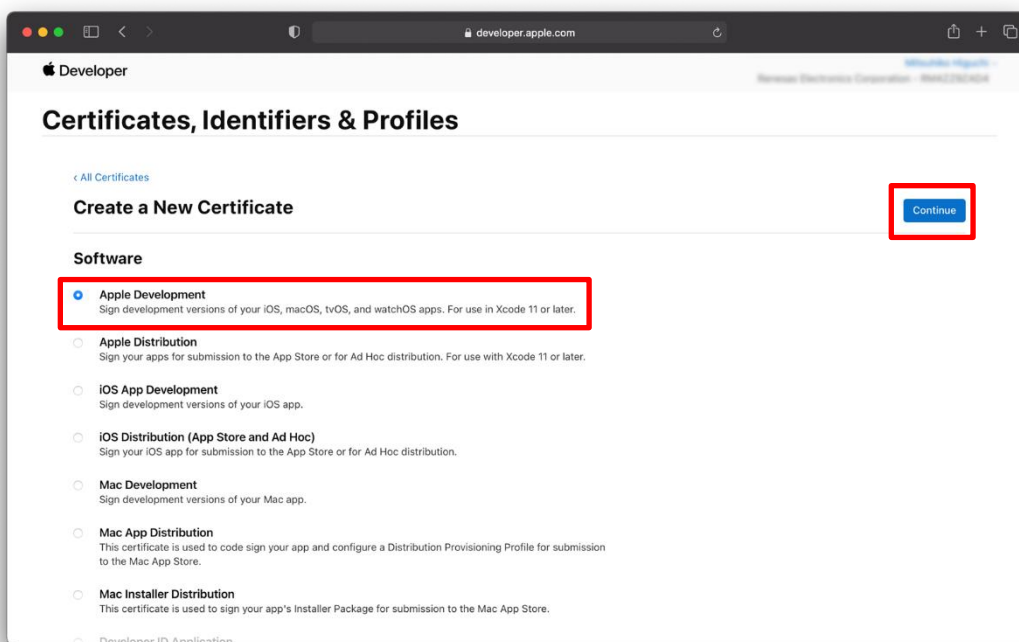 developer.apple.com
Developer
Certificates, Identifiers & Profiles
‹ All Certificates
Create a New Certificate
Continue
Software
Apple Development
Sign development versions of your iOS, macOS, tvOS, and watchOS apps. For use in Xcode 11 or later.
Apple Distribution
Sign your apps for submission to the App Store or for Ad Hoc distribution. For use with Xcode 11 or later.
iOS App Development
Sign development versions of your iOS app.
iOS Distribution (App Store and Ad Hoc)
Sign your iOS app for submission to the App Store or for Ad Hoc distribution.
Mac Development
Sign development versions of your Mac app.
Mac App Distribution
This certificate is used to code sign your app and configure a Distribution Provisioning Profile for submission
to the Mac App Store.
Mac Installer Distribution
This certificate is used to sign your app's Installer Package for submission to the Mac App Store.
Developer ID Application